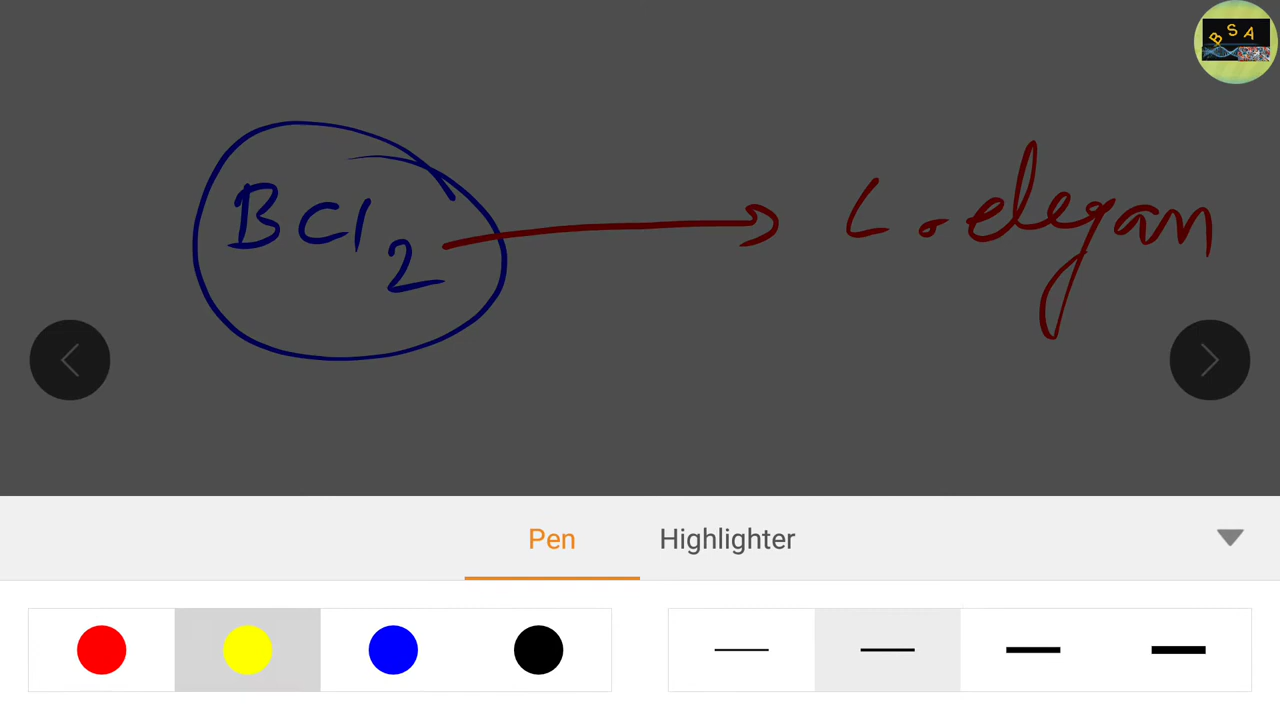 BSA
BCl2 → C. elegan
Pen Highlighter